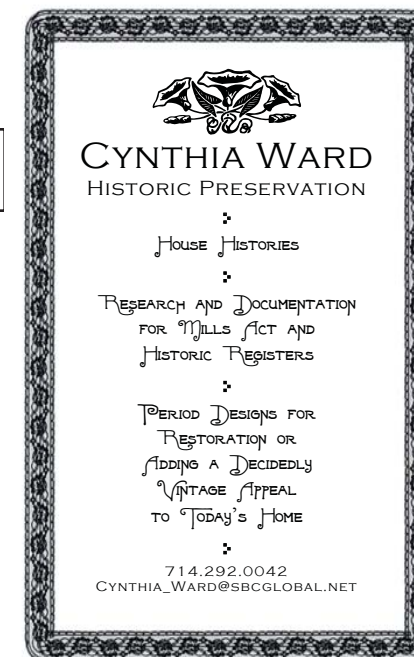 Cynthia Ward
Historic Preservation
House Histories
Research and Documentation
for Mills Act and
Historic Registers
Period Designs for
Restoration or
Adding a Decidedly
Vintage Appeal
to Today's Home
714.292.0042
Cynthia_Ward@sbcglobal.net